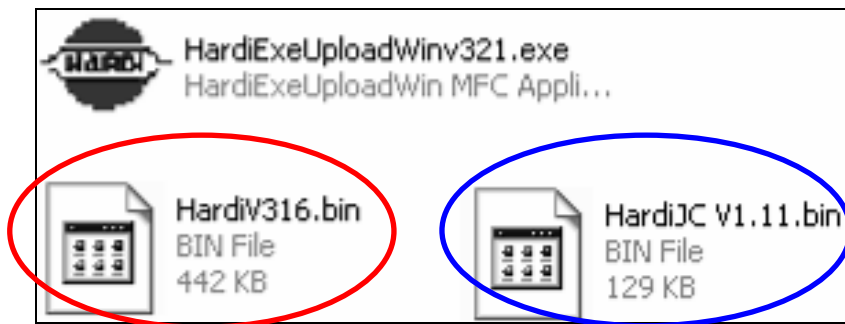 HARDI
HardiExeUploadWinv321.exe
HardiExeUploadWin MFC Appli...
HardiV316.bin
BIN File
442 KB
HardiJC V1.11.bin
BIN File
129 KB